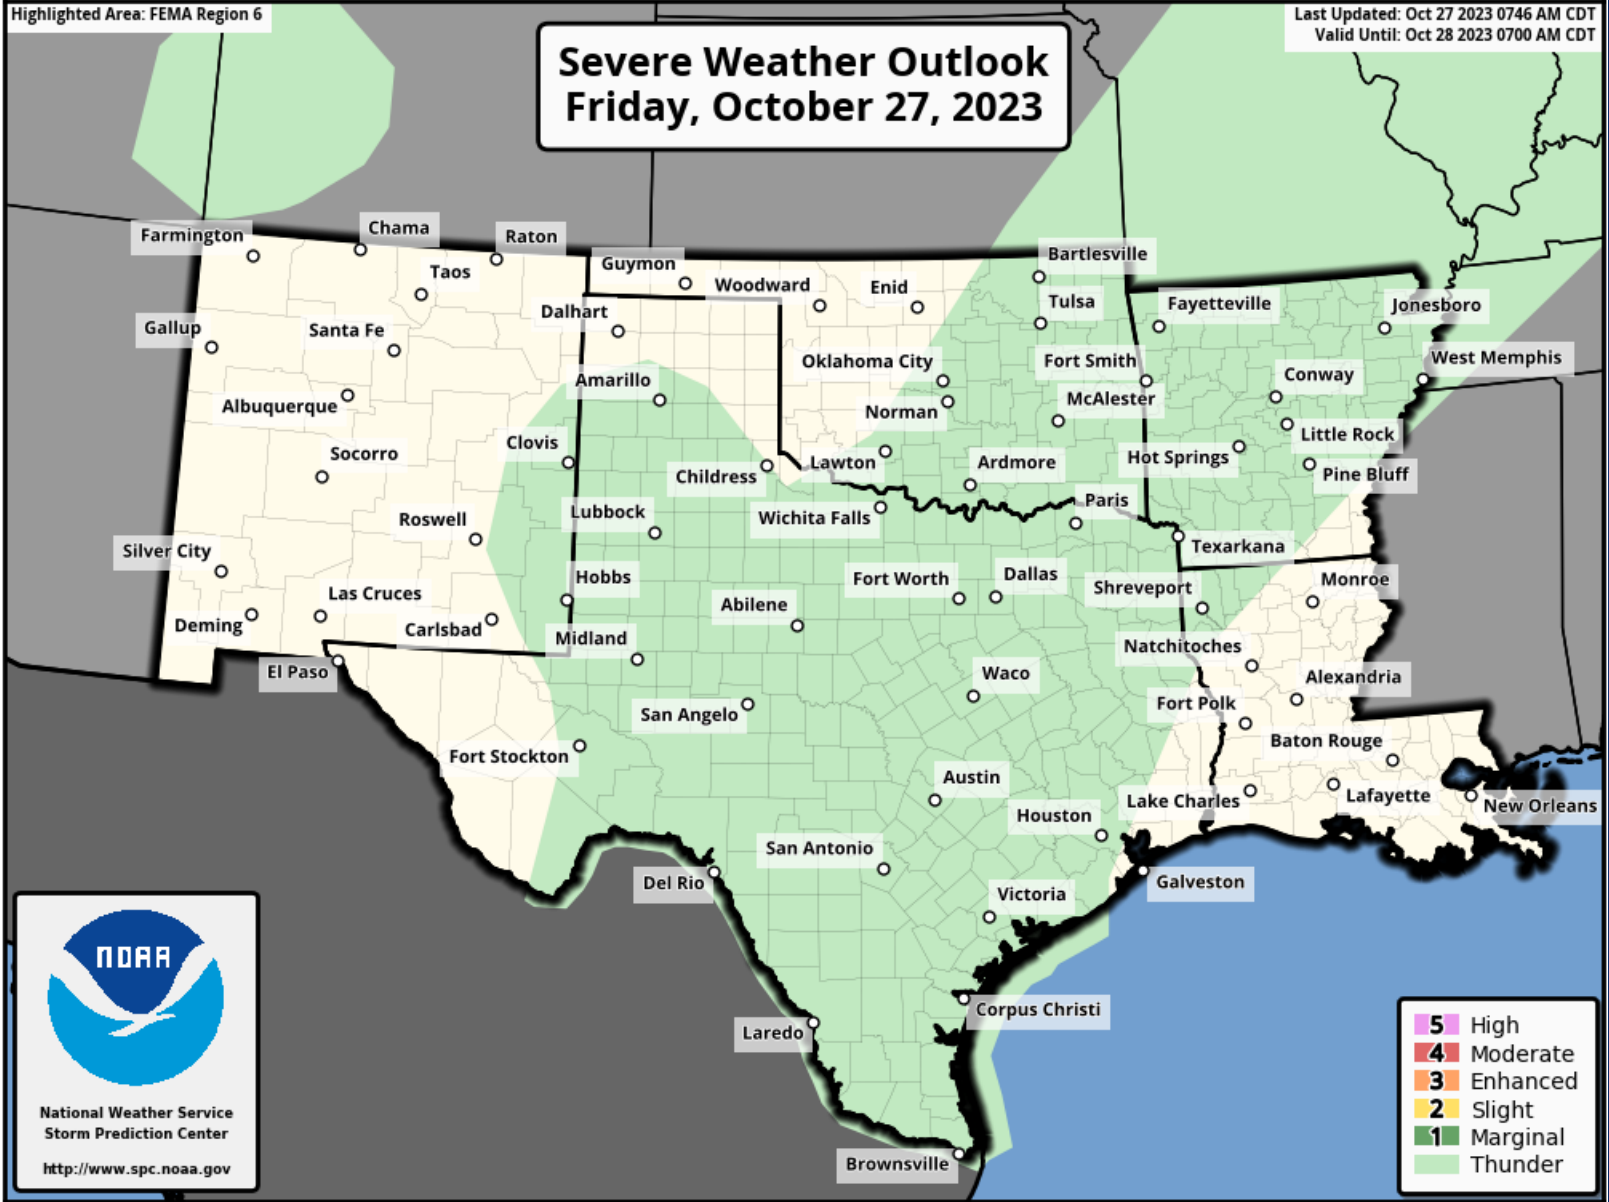 Highlighted Area: FEMA Region 6
Last Updated: Oct 27 2023 0746 AM CDT
Valid Until: Oct 28 2023 0700 AM CDT
Severe Weather Outlook
Friday, October 27, 2023
Farmington
Chama
Raton
Taos
Guymon
Woodward
Enid
Bartlesville
Tulsa
Fayetteville
Jonesboro
Gallup
Santa Fe
Dalhart
Oklahoma City
Fort Smith
West Memphis
Amarillo
Conway
Albuquerque
Norman
McAlester
Clovis
Little Rock
Socorro
Childress
Lawton
Ardmore
Hot Springs
Pine Bluff
Roswell
Lubbock
Wichita Falls
Paris
Silver City
Texarkana
Las Cruces
Hobbs
Fort Worth
Dallas
Shreveport
Monroe
Deming
Carlsbad
Abilene
Midland
Natchitoches
El Paso
Waco
Alexandria
San Angelo
Fort Polk
Fort Stockton
Baton Rouge
Austin
Lake Charles
Lafayette
New Orleans
Houston
San Antonio
Del Rio
Galveston
Victoria
Corpus Christi
Laredo
Brownsville
NOAA
National Weather Service
Storm Prediction Center
http://www.spc.noaa.gov
5 High
4 Moderate
3 Enhanced
2 Slight
1 Marginal
Thunder